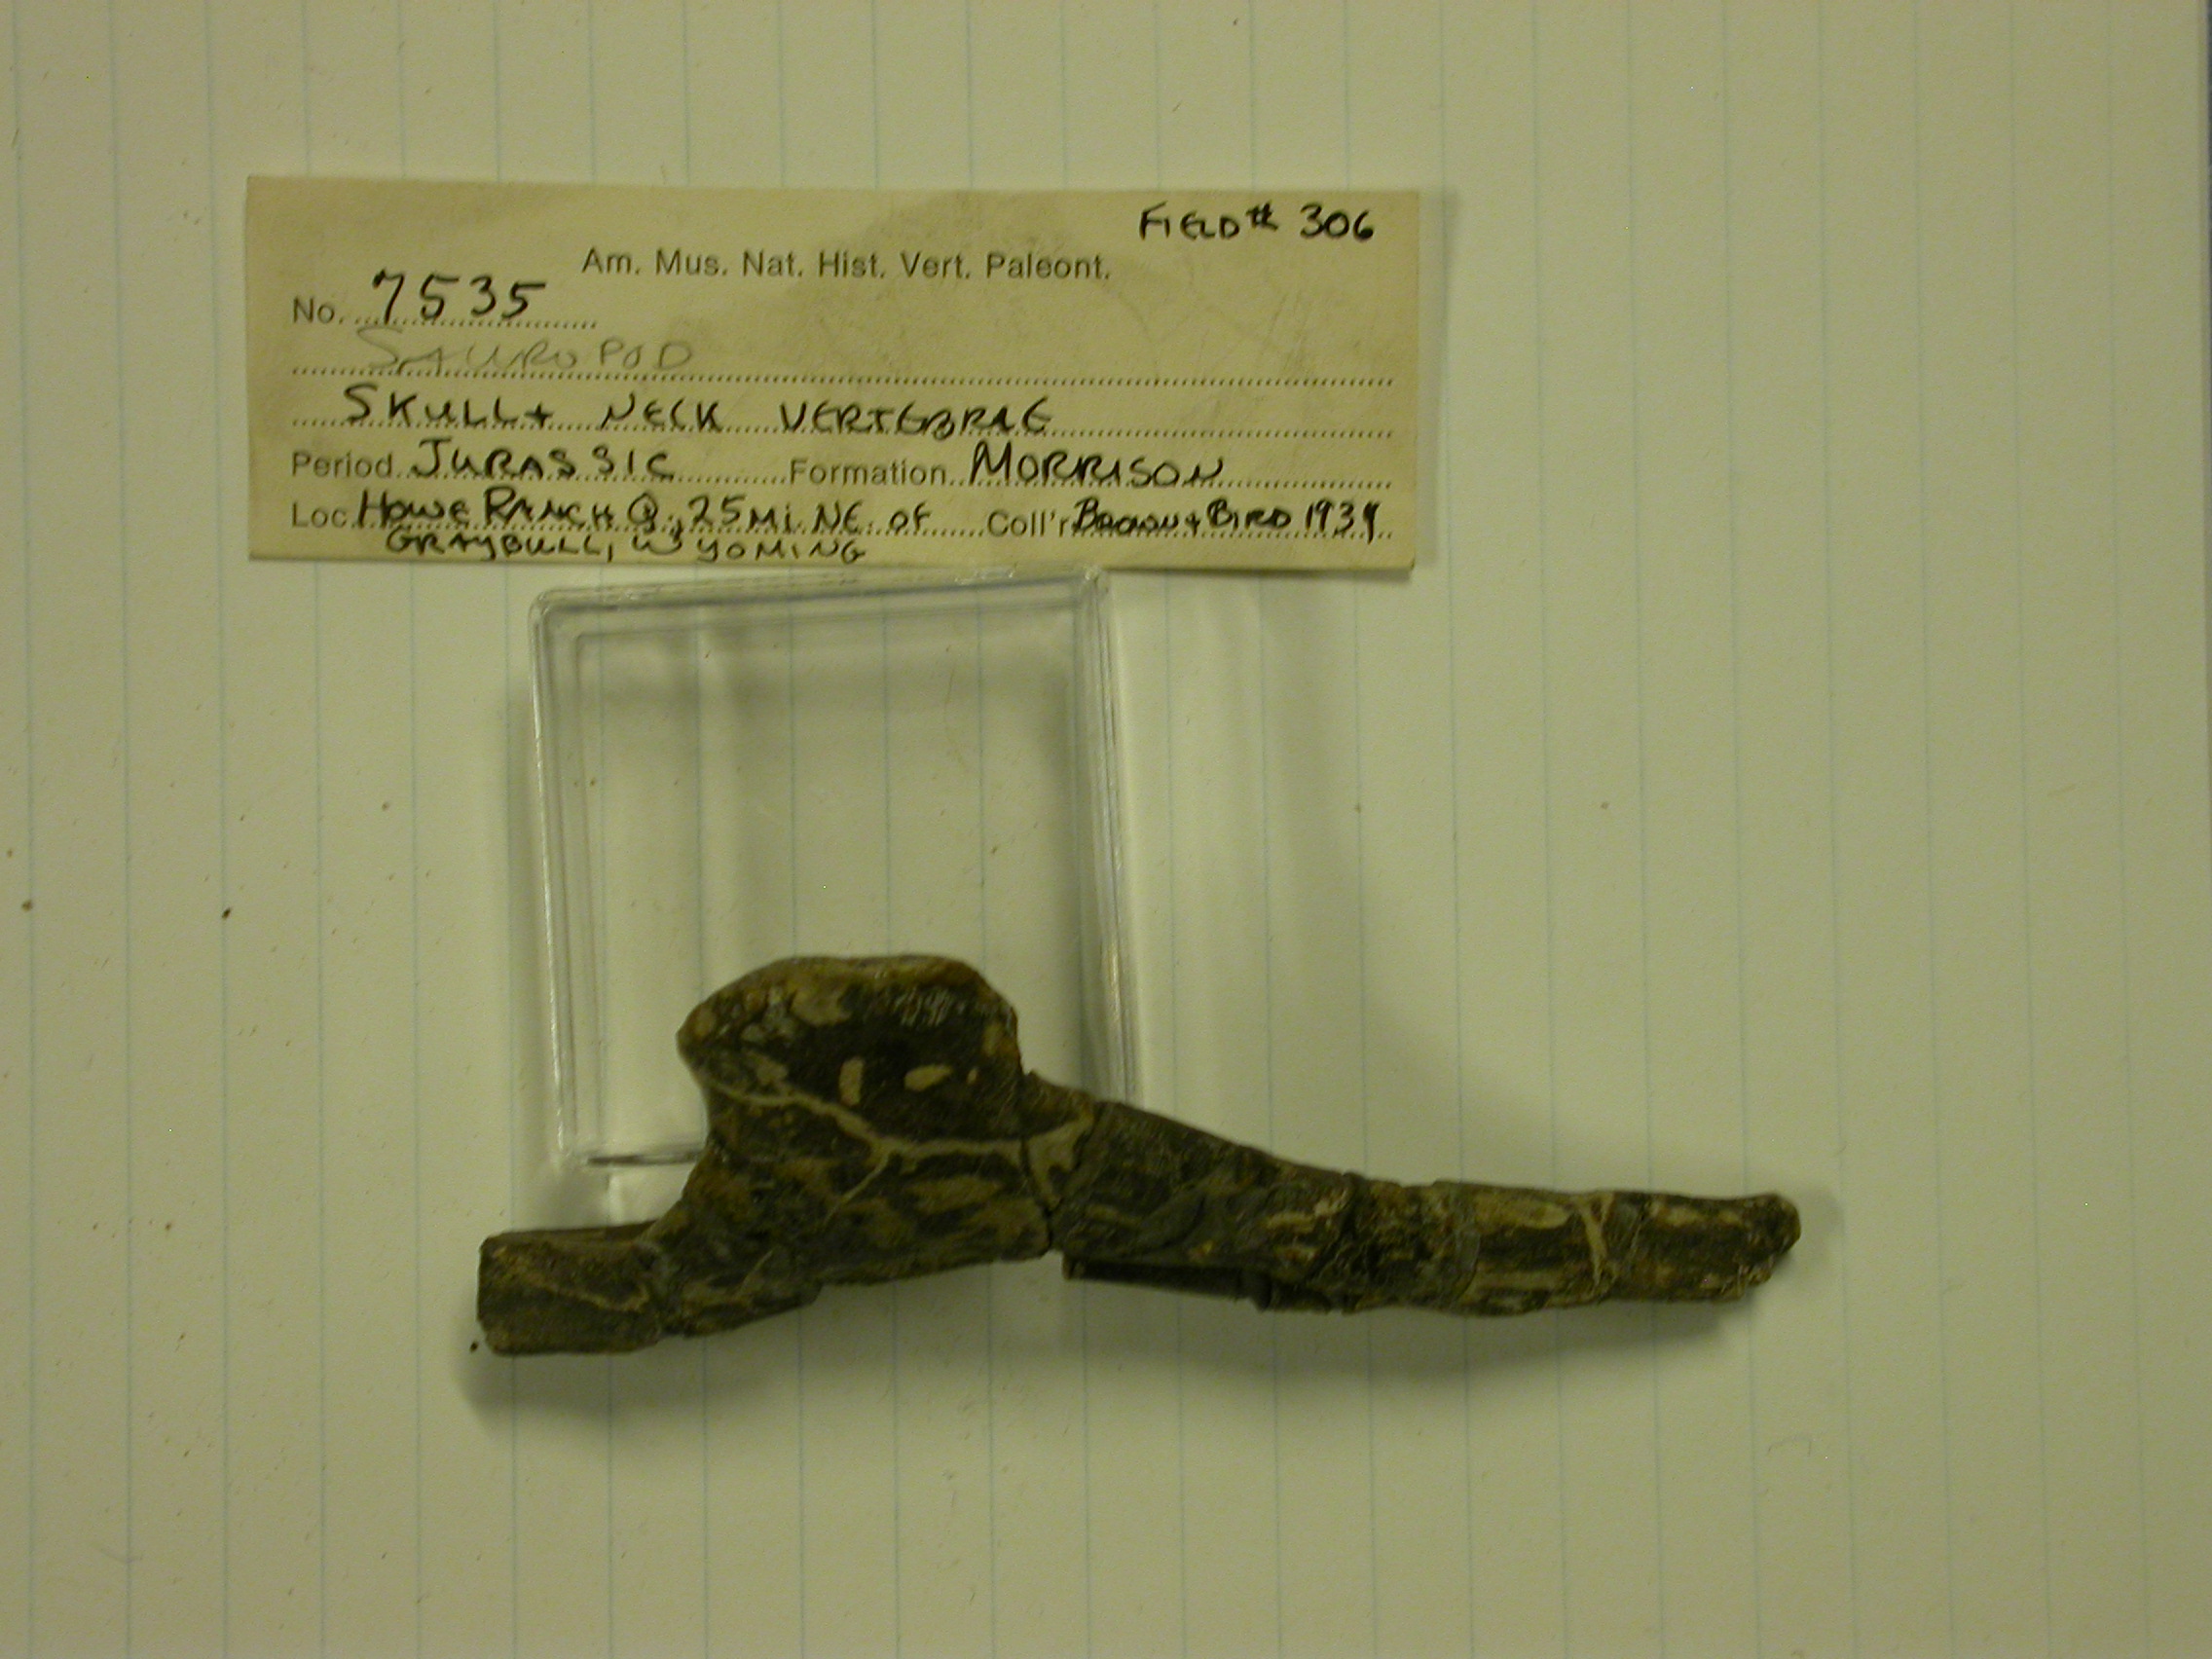 FIELD # 306
Am. Mus. Nat. Hist. Vert. Paleont.
No. 7535
SAUROPOD
SKULL + NECK VERTEBRAE
Period JURASSIC Formation MORRISON
Loc HOWE RANCH @ 25 MI. NE. OF Coll'r BROWN + BIRD 1934
GRAYBULL, WYOMING